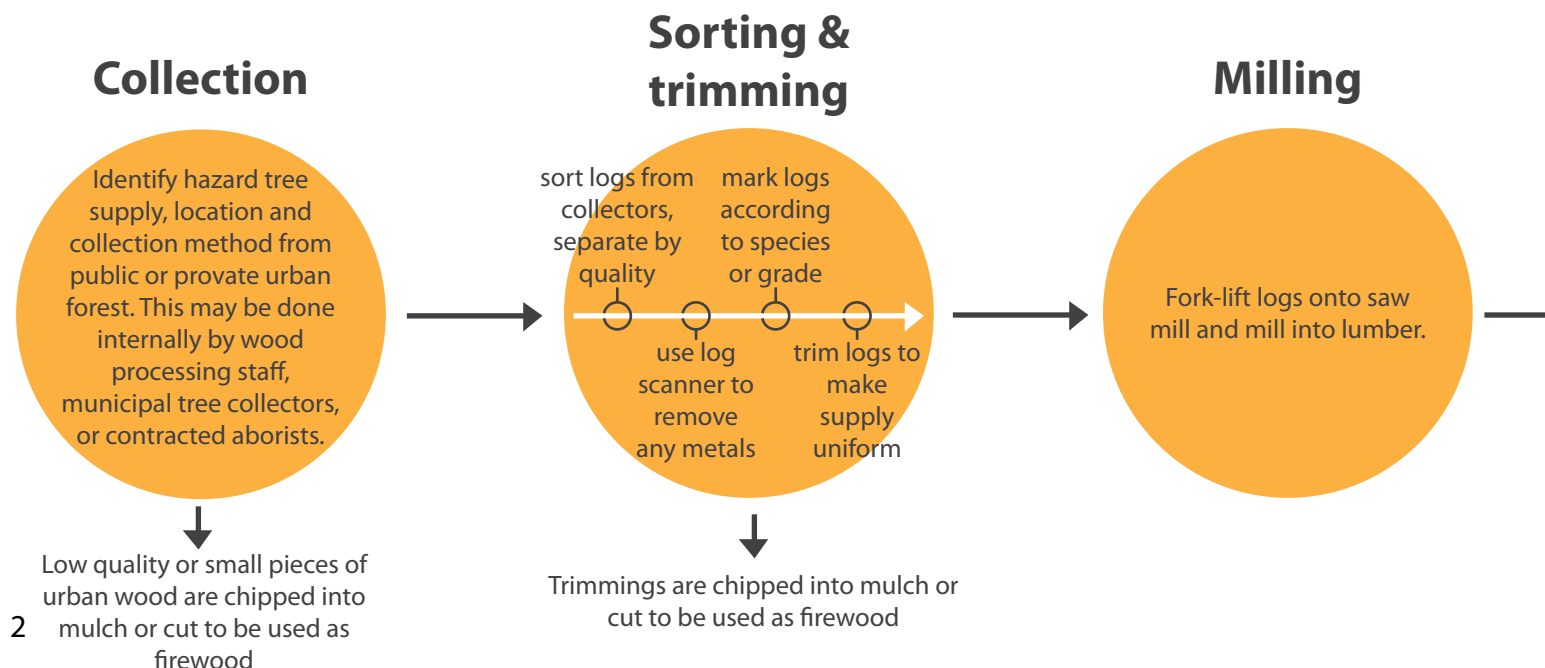 Collection
Identify hazard tree
supply, location and
collection method from
public or provate urban
forest. This may be done
internally by wood
processing staff,
municipal tree collectors,
or contracted aborists.
Low quality or small pieces of
urban wood are chipped into
mulch or cut to be used as
firewood
Sorting &
trimming
sort logs from
collectors,
separate by
quality
use log
scanner to
remove
any metals
mark logs
according
to species
or grade
trim logs to
make
supply
uniform
Trimmings are chipped into mulch or
cut to be used as firewood
Milling
Fork-lift logs onto saw
mill and mill into lumber.
2